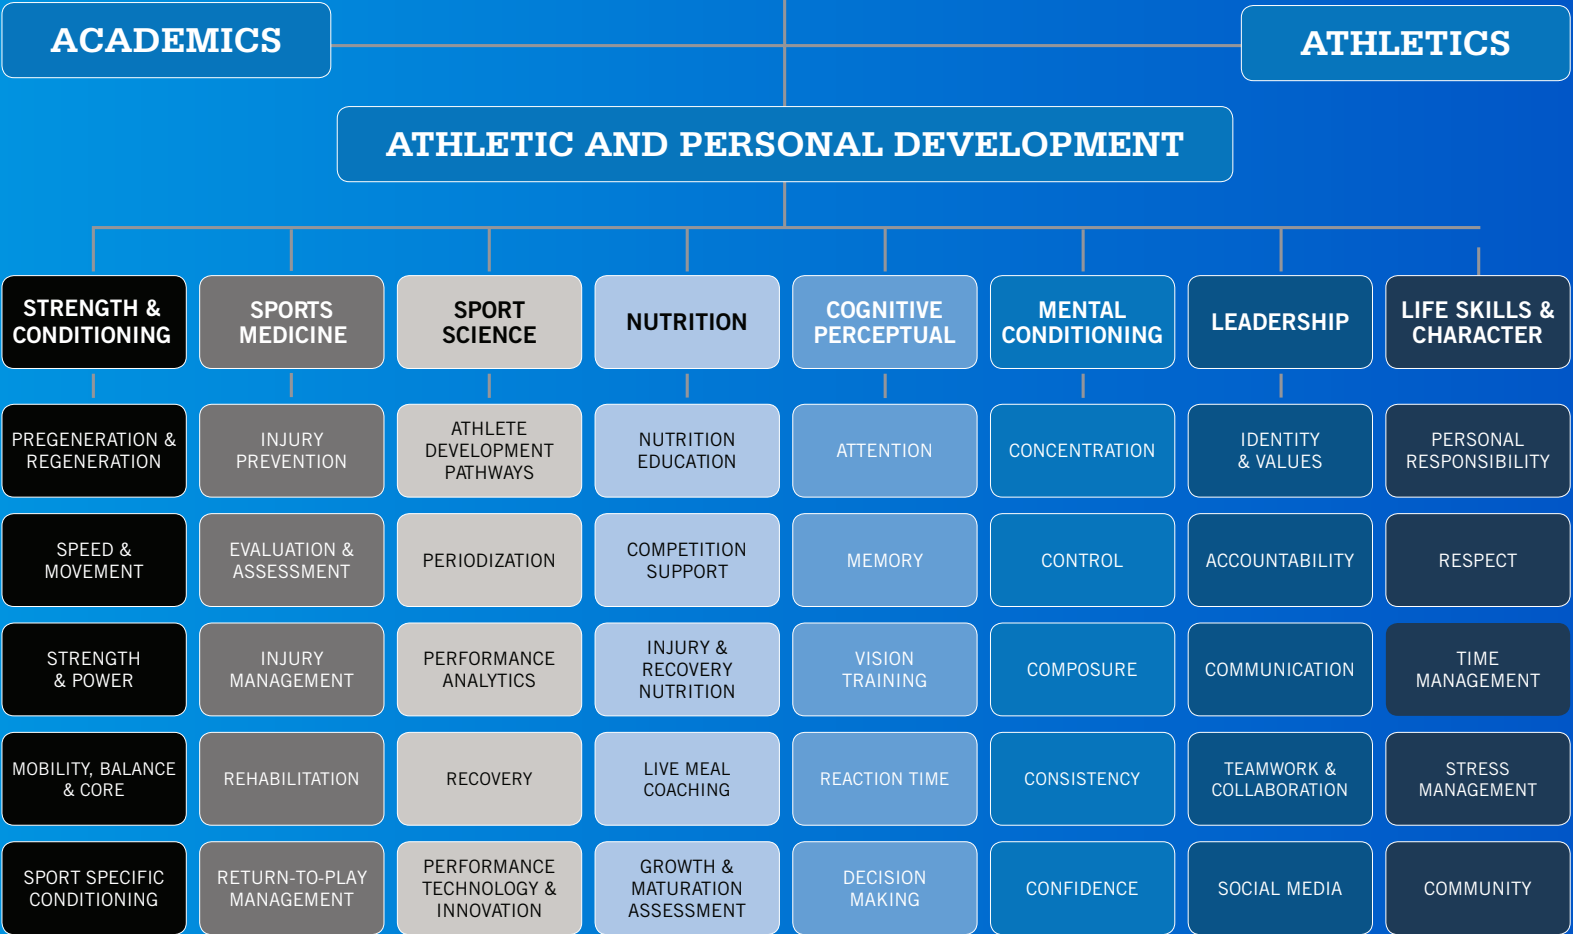 ACADEMICS
ATHLETICS
ATHLETIC AND PERSONAL DEVELOPMENT
STRENGTH &
CONDITIONING
SPORTS
MEDICINE
SPORT
SCIENCE
NUTRITION
COGNITIVE
PERCEPTUAL
MENTAL
CONDITIONING
LEADERSHIP
LIFE SKILLS &
CHARACTER
PREGENERATION &
REGENERATION
INJURY
PREVENTION
ATHLETE
DEVELOPMENT
PATHWAYS
NUTRITION
EDUCATION
ATTENTION
CONCENTRATION
IDENTITY
& VALUES
PERSONAL
RESPONSIBILITY
SPEED &
MOVEMENT
EVALUATION &
ASSESSMENT
PERIODIZATION
COMPETITION
SUPPORT
MEMORY
CONTROL
ACCOUNTABILITY
RESPECT
STRENGTH
& POWER
INJURY
MANAGEMENT
PERFORMANCE
ANALYTICS
INJURY &
RECOVERY
NUTRITION
VISION
TRAINING
COMPOSURE
COMMUNICATION
TIME
MANAGEMENT
MOBILITY, BALANCE
& CORE
REHABILITATION
RECOVERY
LIVE MEAL
COACHING
REACTION TIME
CONSISTENCY
TEAMWORK &
COLLABORATION
STRESS
MANAGEMENT
SPORT SPECIFIC
CONDITIONING
RETURN-TO-PLAY
MANAGEMENT
PERFORMANCE
TECHNOLOGY &
INNOVATION
GROWTH &
MATURATION
ASSESSMENT
DECISION
MAKING
CONFIDENCE
SOCIAL MEDIA
COMMUNITY